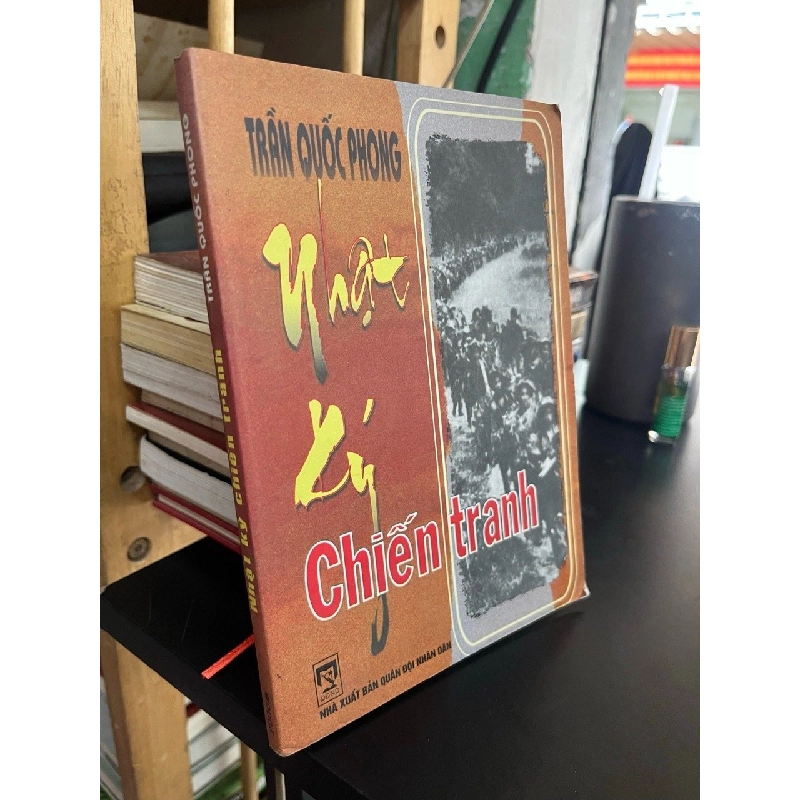 TRẦN QUỐC PHONG
Nhật
Ký
Chiến tranh
NHÀ XUẤT BẢN QUÂN ĐỘI NHÂN DÂN
TRẦN QUỐC PHONG
Nhật ký chiến tranh